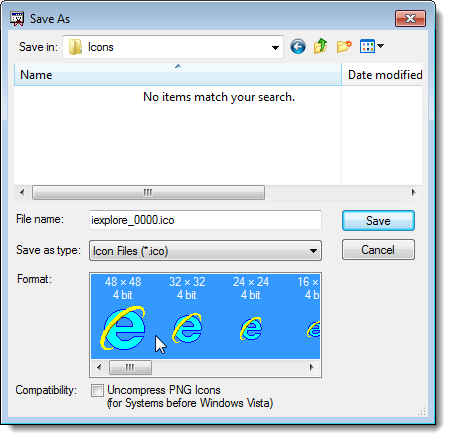 Save As
Save in:
Icons
Name
Date modified
No items match your search.
File name:
iexplore_0000.ico
Save
Save as type:
Icon Files (*.ico)
Cancel
Format:
48 × 48 32 × 32 24 × 24 16 ×
4 bit 4 bit 4 bit 4 b
Compatibility:
Uncompress PNG Icons
(for Systems before Windows Vista)